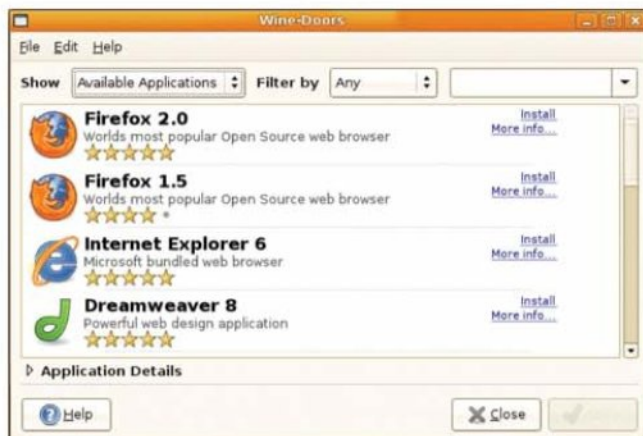 Wine-Doors
File Edit Help
Show Available Applications Filter by Any
Firefox 2.0
Install
Worlds most popular Open Source web browser
More info...
Firefox 1.5
Install
Worlds most popular Open Source web browser
More info...
Internet Explorer 6
Install
Microsoft bundled web browser
More info...
Dreamweaver 8
Install
Powerful web design application
More info...
Application Details
Help Close